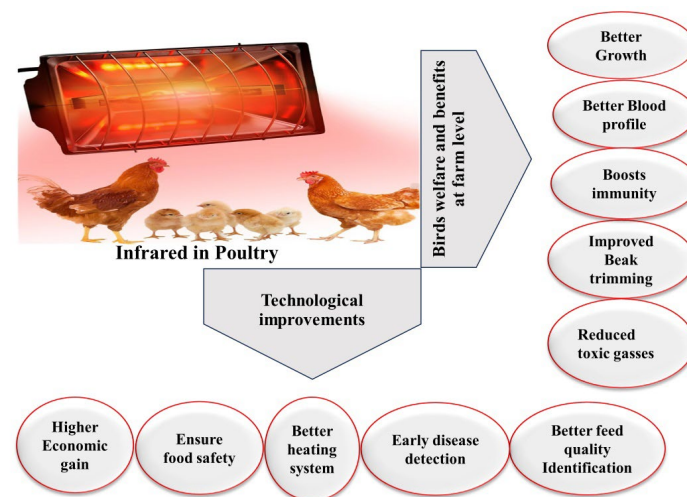 Infrared in Poultry
Birds welfare and benefits
at farm level
Better
Growth
Better Blood
profile
Boosts
immunity
Improved
Beak
trimming
Reduced
toxic gasses
Technological
improvements
Higher
Economic
gain
Ensure
food safety
Better
heating
system
Early disease
detection
Better feed
quality
Identification